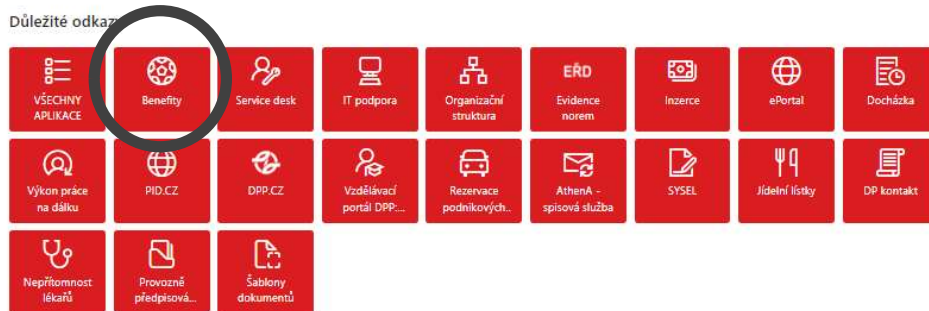 Důležité odkazy
VŠECHNY
APLIKACE
Benefity
Service desk
IT podpora
Organizační
struktura
EŘD
Evidence
norem
Inzerce
ePortal
Docházka
Výkon práce
na dálku
PID.CZ
DPP.CZ
Vzdělávací
portál DPP:...
Rezervace
podnikových..
AthenA -
spisová služba
SYSEL
Jídelní lístky
DP kontakt
Nepřítomnost
lékařů
Provozně
předpisová...
Šablony
dokumentů